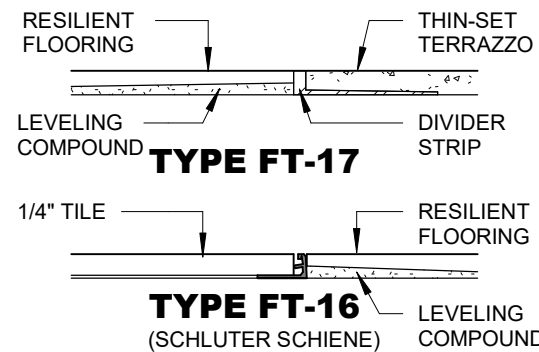 RESILIENT
FLOORING
THIN-SET
TERRAZZO
LEVELING
COMPOUND
DIVIDER
STRIP
TYPE FT-17
1/4" TILE
RESILIENT
FLOORING
TYPE FT-16
(SCHLUTER SCHIENE)
LEVELING
COMPOUND